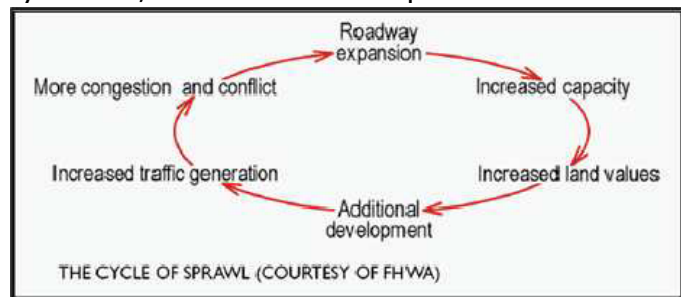 Roadway
expansion
More congestion and conflict
Increased capacity
Increased traffic generation
Increased land values
Additional
development
THE CYCLE OF SPRAWL (COURTESY OF FHWA)